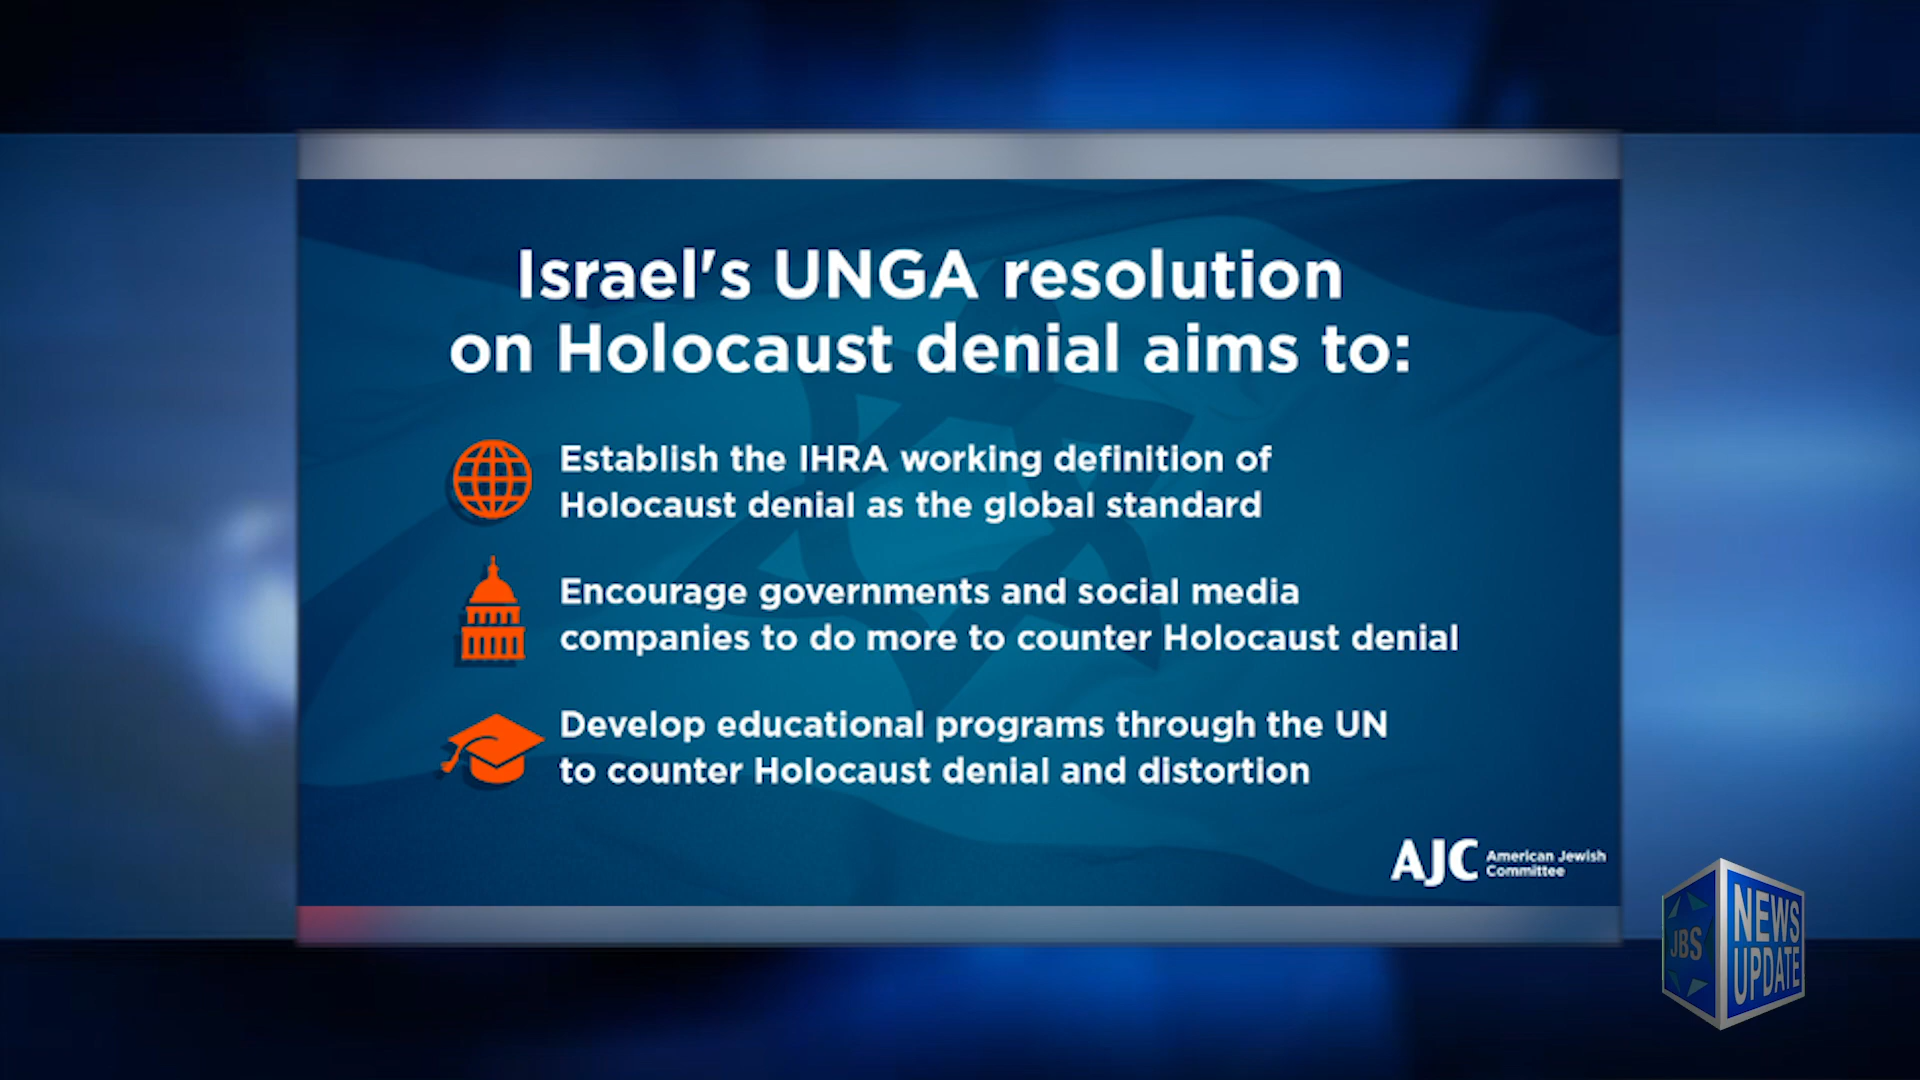 Israel's UNGA resolution
on Holocaust denial aims to:
Establish the IHRA working definition of
Holocaust denial as the global standard
Encourage governments and social media
companies to do more to counter Holocaust denial
Develop educational programs through the UN
to counter Holocaust denial and distortion
AJC American Jewish
Committee
JBS
NEWS
UPDATE